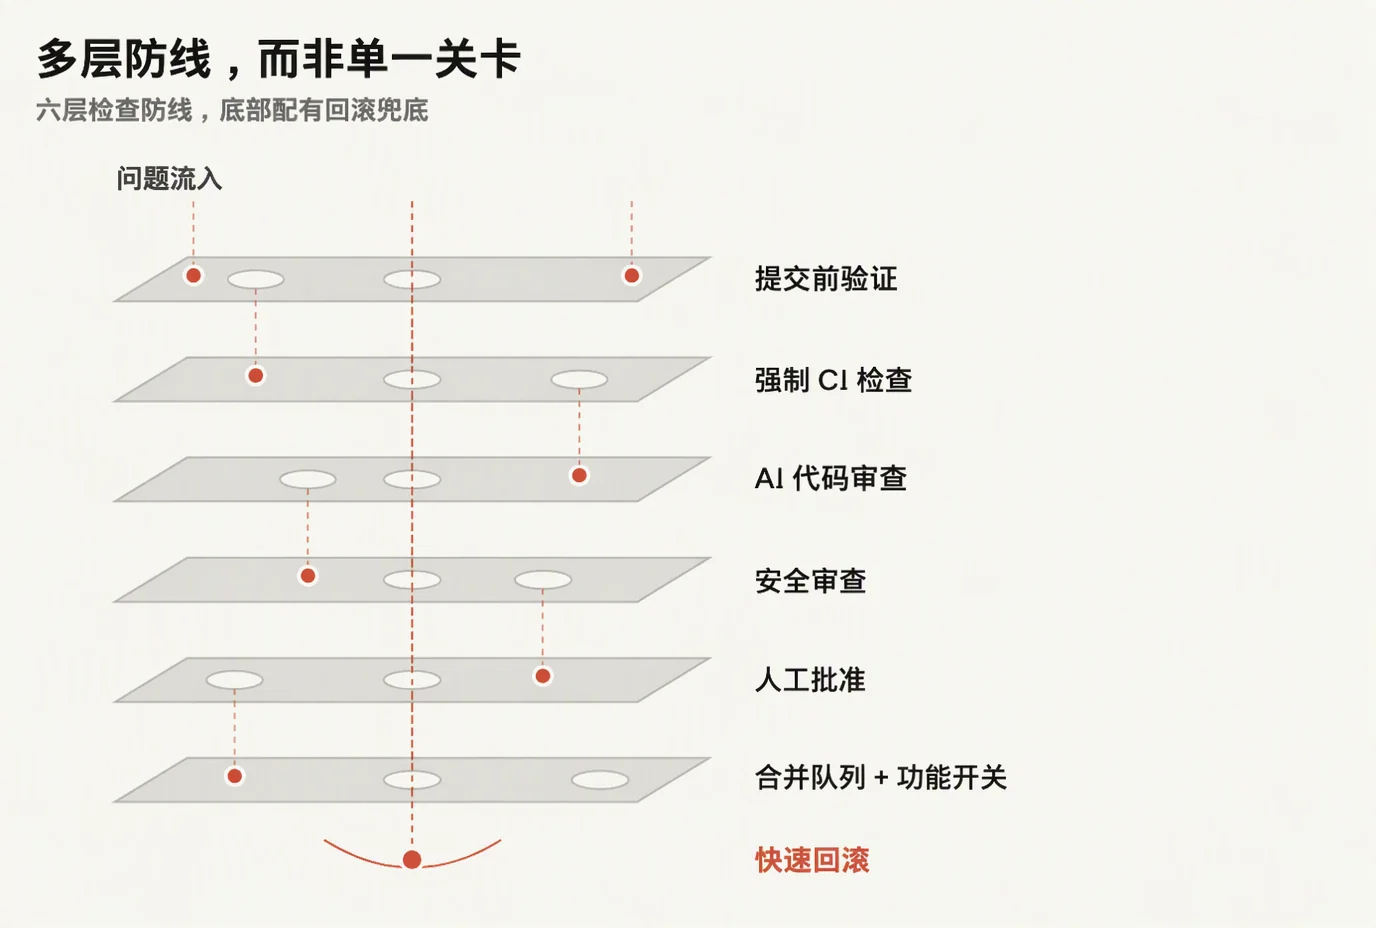 多层防线，而非单一关卡
六层检查防线，底部配有回滚兜底
问题流入
提交前验证
强制 CI 检查
AI 代码审查
安全审查
人工批准
合并队列 + 功能开关
快速回滚